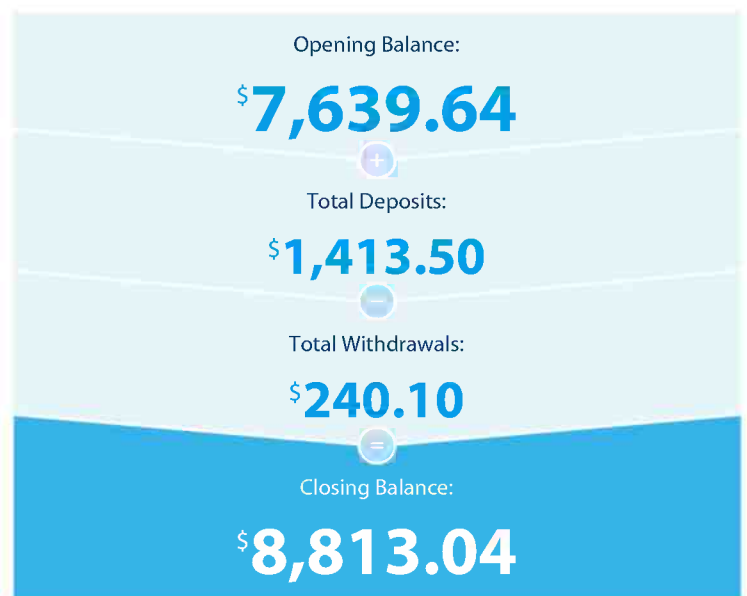 Opening Balance:
$7,639.64
+
Total Deposits:
$1,413.50
−
Total Withdrawals:
$240.10
=
Closing Balance:
$8,813.04